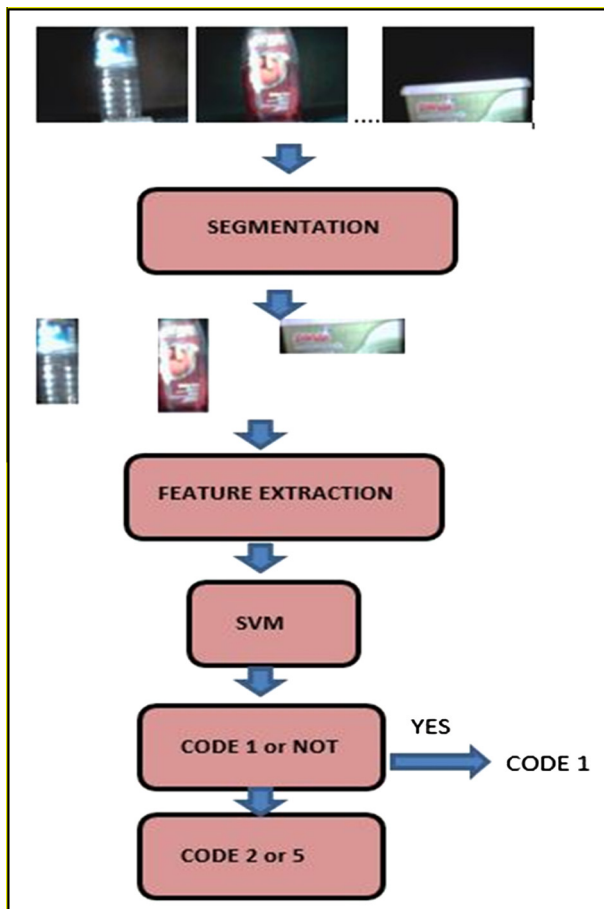 ....
SEGMENTATION
FEATURE EXTRACTION
SVM
CODE 1 or NOT
YES
CODE 1
CODE 2 or 5